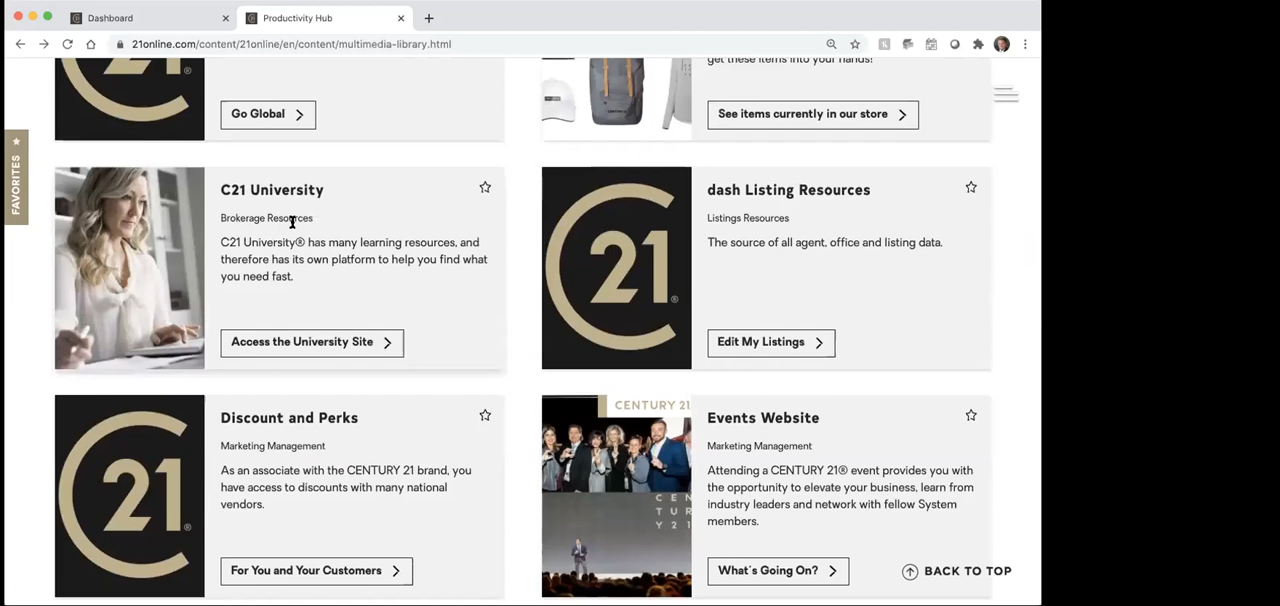 Dashboard
Productivity Hub
21online.com/content/21online/en/content/multimedia-library.html
get these items into your hands!
21
Go Global
See items currently in our store
FAVORITES
C21 University
Brokerage Resources
C21 University® has many learning resources, and
therefore has its own platform to help you find what
you need fast.
Access the University Site
C21®
dash Listing Resources
Listings Resources
The source of all agent, office and listing data.
Edit My Listings
C21®
Discount and Perks
Marketing Management
As an associate with the CENTURY 21 brand, you
have access to discounts with many national
vendors.
For You and Your Customers
CENTURY 21
CEN
TUR
Y 21
Events Website
Marketing Management
Attending a CENTURY 21® event provides you with
the opportunity to elevate your business, learn from
industry leaders and network with fellow System
members.
What's Going On?
BACK TO TOP